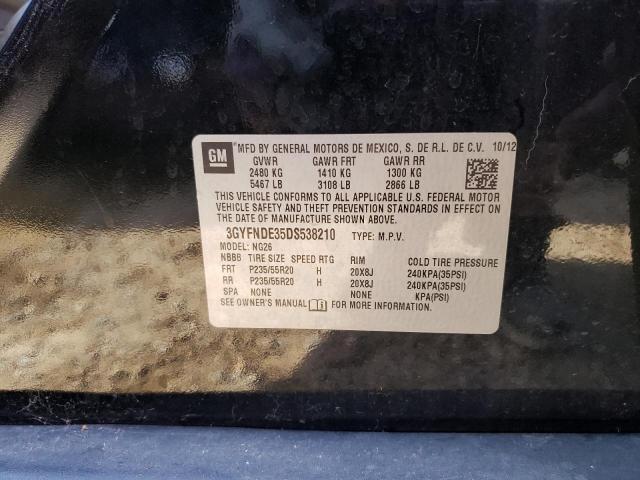 GM MFD BY GENERAL MOTORS DE MEXICO, S. DE R.L. DE C.V. 10/12
GVWR GAWR FRT GAWR RR
2480 KG 1410 KG 1300 KG
5467 LB 3108 LB 2866 LB
THIS VEHICLE CONFORMS TO ALL APPLICABLE U.S. FEDERAL MOTOR
VEHICLE SAFETY AND THEFT PREVENTION STANDARDS IN EFFECT ON
THE DATE OF MANUFACTURE SHOWN ABOVE.
3GYFNDE35DS538210 TYPE: M.P.V.
MODEL: NG26
NBBB TIRE SIZE SPEED RTG RIM COLD TIRE PRESSURE
FRT P235/55R20 H 20X8J 240KPA(35PSI)
RR P235/55R20 H 20X8J 240KPA(35PSI)
SPA NONE NONE KPA(PSI)
SEE OWNER'S MANUAL FOR MORE INFORMATION.